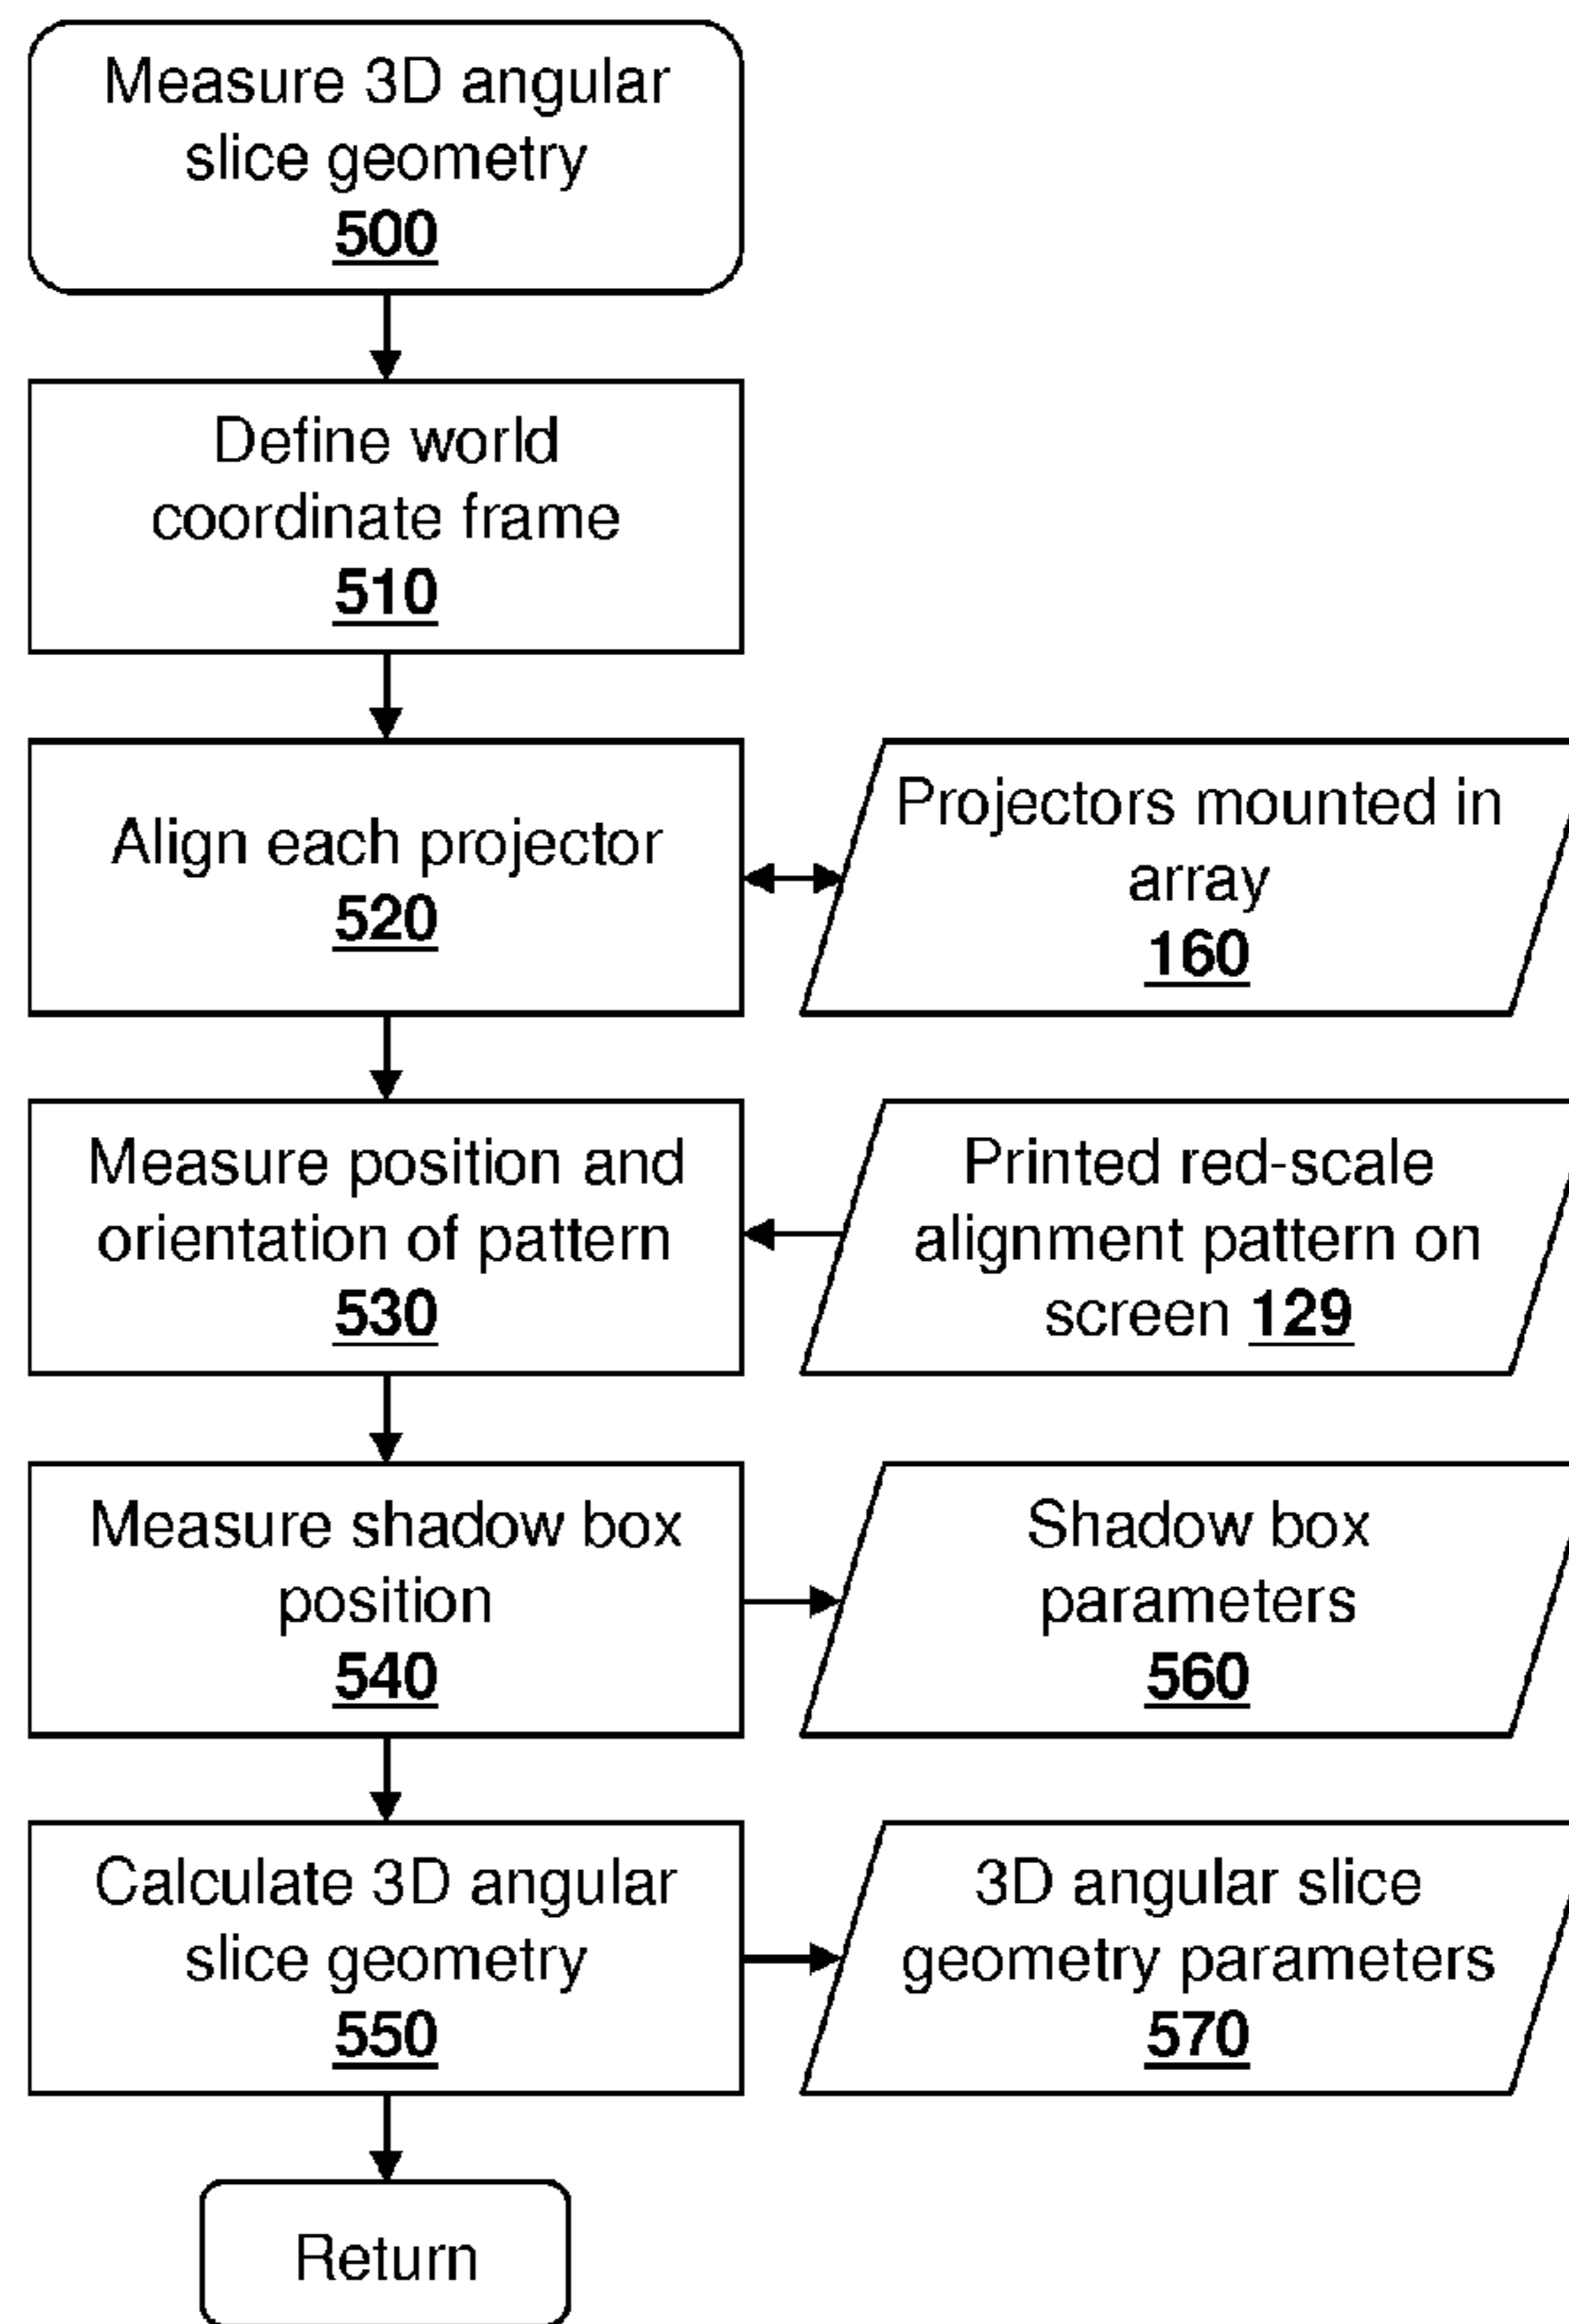 Measure 3D angular
slice geometry
500
Define world
coordinate frame
510
Align each projector
520
Projectors mounted in
array
160
Measure position and
orientation of pattern
530
Printed red-scale
alignment pattern on
screen 129
Measure shadow box
position
540
Shadow box
parameters
560
Calculate 3D angular
slice geometry
550
3D angular slice
geometry parameters
570
Return